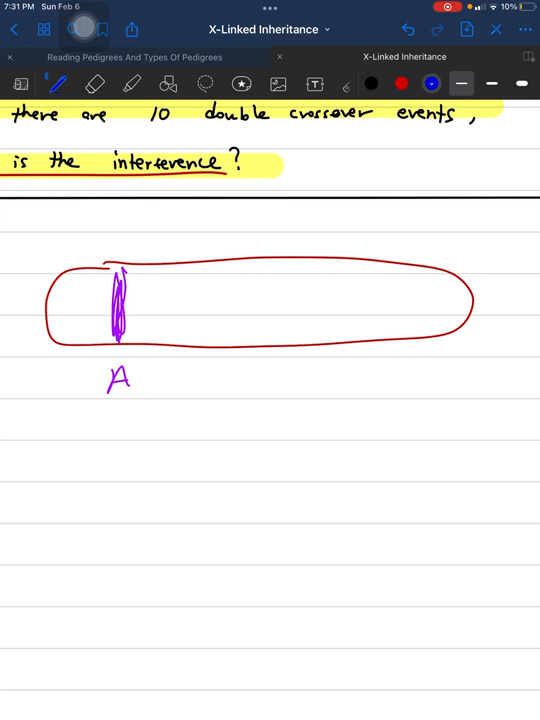 7:31 PM Sun Feb 6
10%
X-Linked Inheritance
Reading Pedigrees And Types Of Pedigrees
X-Linked Inheritance
T
there are 10 double crossover events,
is the interference?
A